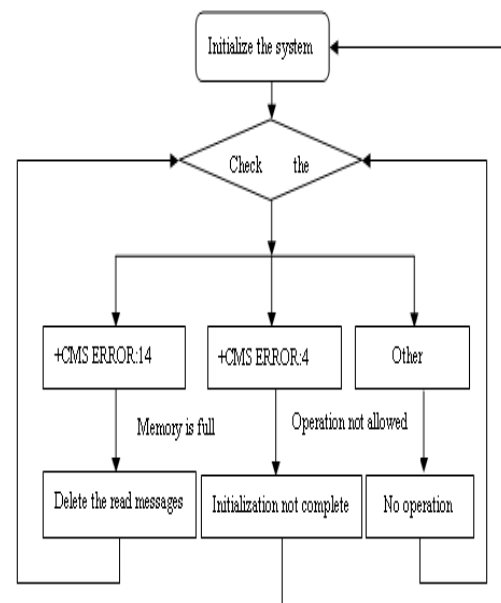 Initialize the system
Check the
+CMS ERROR:14
+CMS ERROR:4
Other
Memory is full
Operation not allowed
Delete the read messages
Initialization not complete
No operation